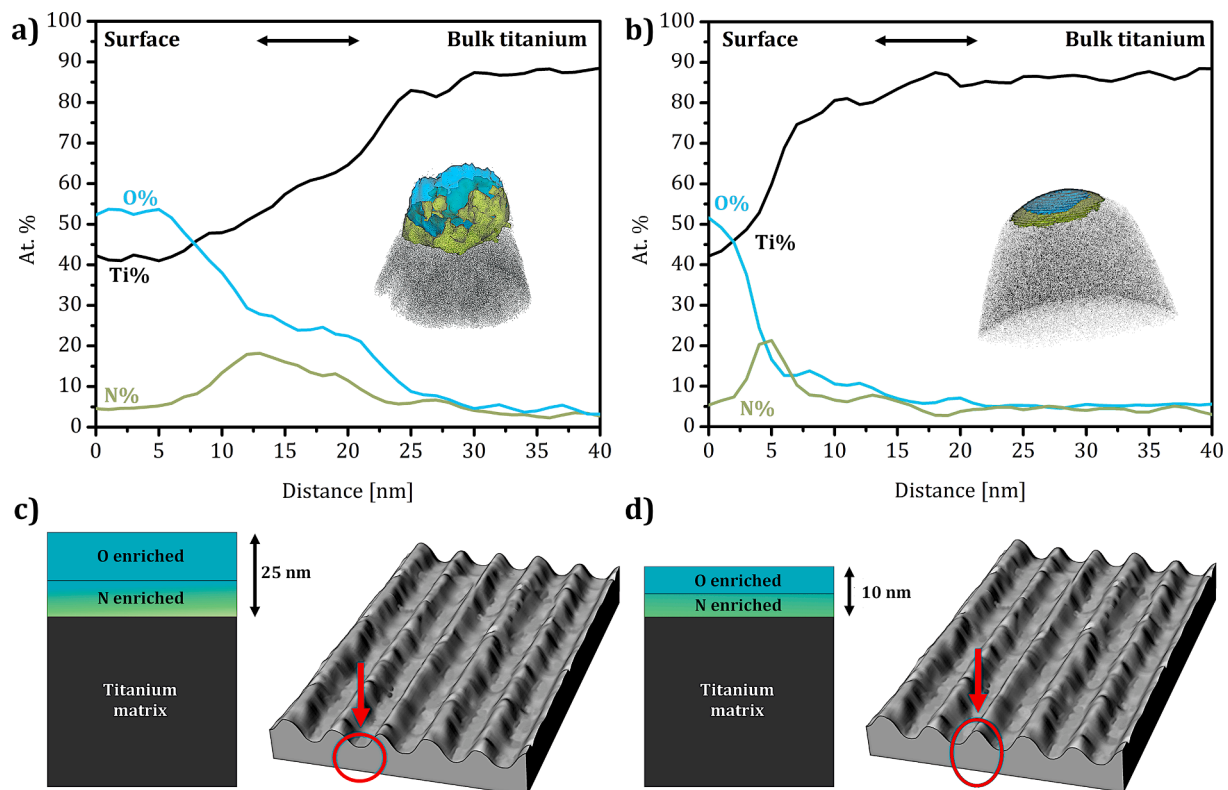 a)
Surface
Bulk titanium
100
90
80
70
60
50
40
30
20
10
0
At. %
O%
Ti%
N%
0 5 10 15 20 25 30 35 40
Distance [nm]
b)
Surface
Bulk titanium
100
90
80
70
60
50
40
30
20
10
0
At. %
O%
Ti%
N%
0 5 10 15 20 25 30 35 40
Distance [nm]
c)
O enriched
N enriched
25 nm
Titanium
matrix
d)
O enriched
N enriched
10 nm
Titanium
matrix